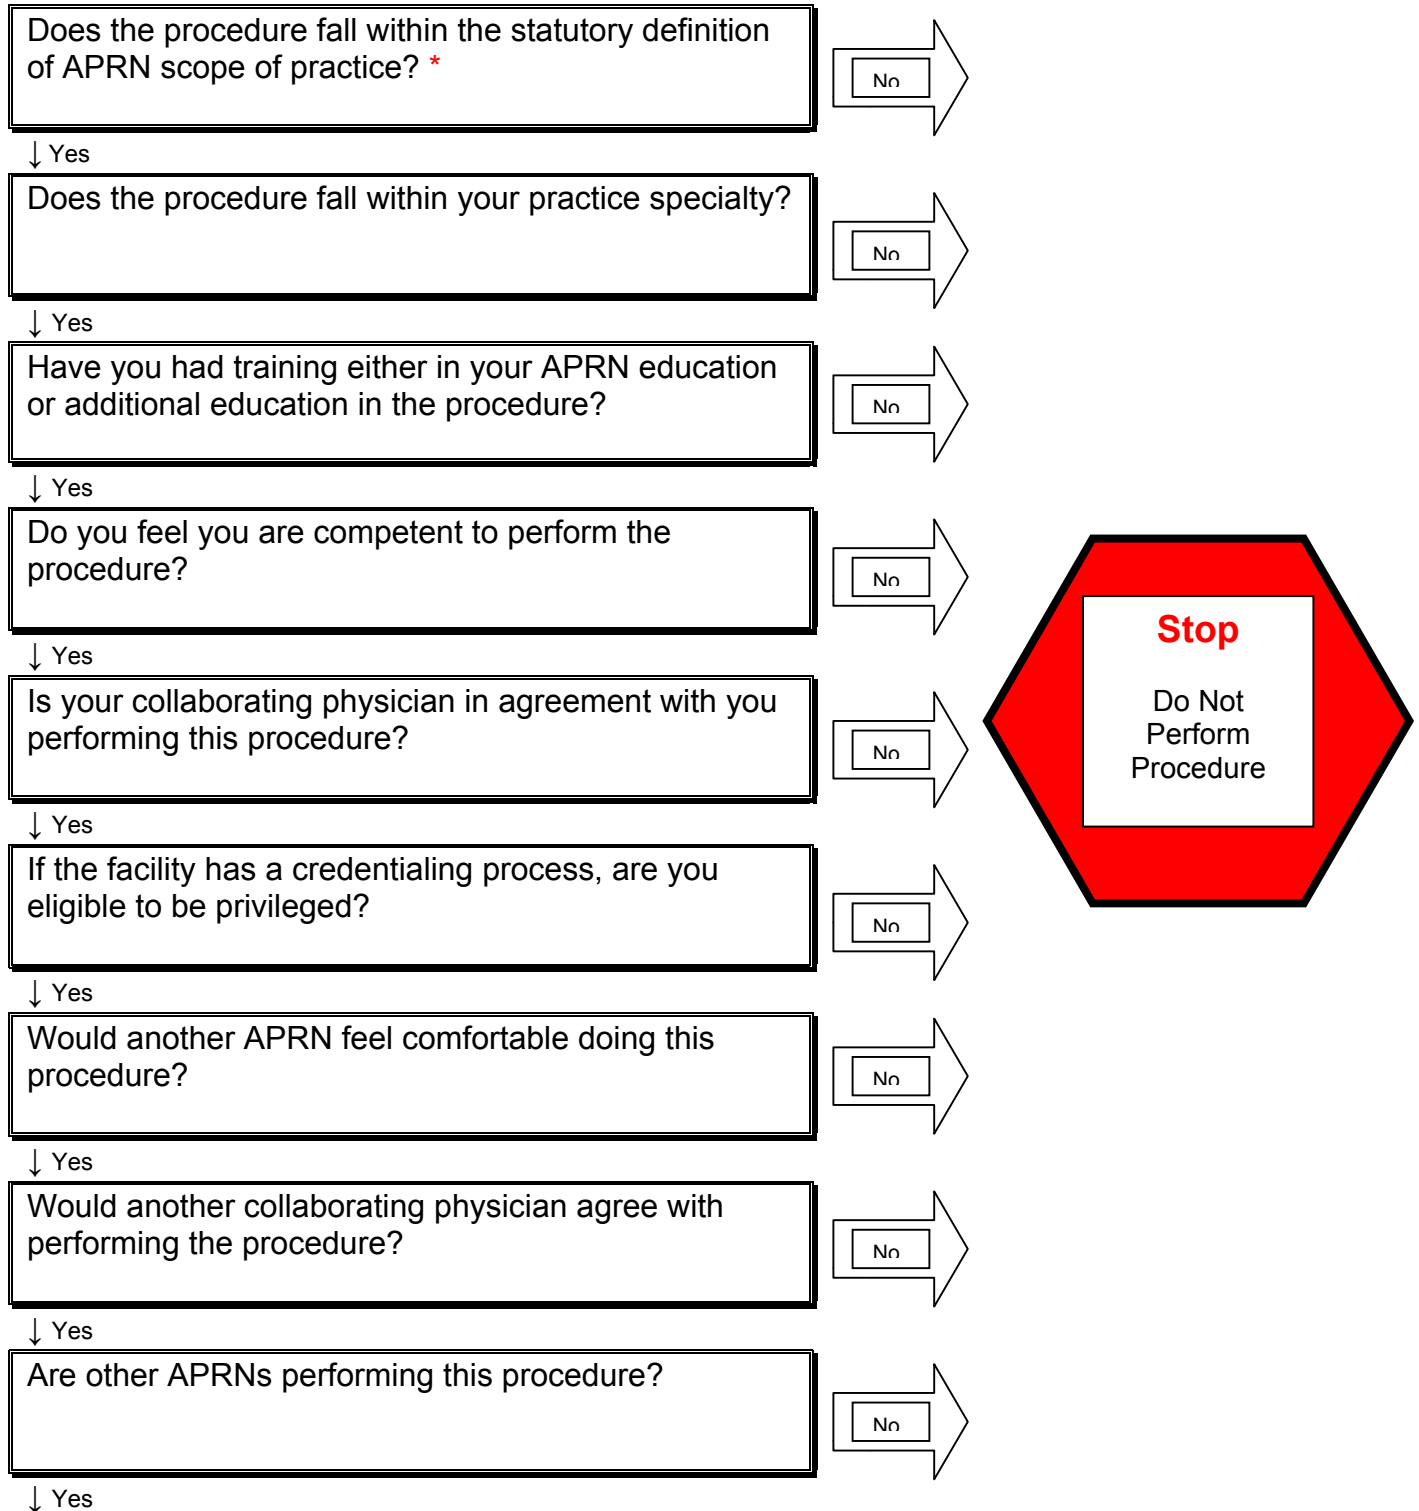 Does the procedure fall within the statutory definition
of APRN scope of practice? *
No
↓ Yes
Does the procedure fall within your practice specialty?
No
↓ Yes
Have you had training either in your APRN education
or additional education in the procedure?
No
↓ Yes
Do you feel you are competent to perform the
procedure?
No
↓ Yes
Is your collaborating physician in agreement with you
performing this procedure?
No
↓ Yes
If the facility has a credentialing process, are you
eligible to be privileged?
No
↓ Yes
Would another APRN feel comfortable doing this
procedure?
No
↓ Yes
Would another collaborating physician agree with
performing the procedure?
No
↓ Yes
Are other APRNs performing this procedure?
No
↓ Yes
Stop
Do Not
Perform
Procedure